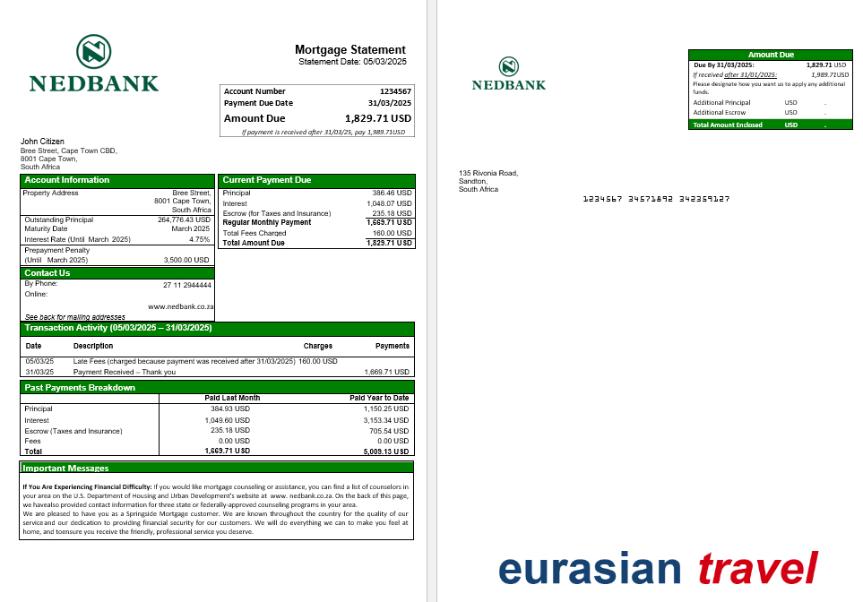 NEDBANK
Mortgage Statement
Statement Date: 05/03/2025
Account Number 1234567
Payment Due Date 31/03/2025
Amount Due 1,829.71 USD
If payment is received after 31/03/25, pay 1,989.71USD
John Citizen
Bree Street, Cape Town CBD,
8001 Cape Town,
South Africa
Account Information
Property Address Bree Street,
8001 Cape Town,
South Africa
Outstanding Principal 264,776.43 USD
Maturity Date March 2025
Interest Rate (Until March 2025) 4.75%
Prepayment Penalty
(Until March 2025) 3,500.00 USD
Contact Us
By Phone: 27 11 2944444
Online:
www.nedbank.co.za
See back for mailing addresses
Current Payment Due
Principal 386.46 USD
Interest 1,048.07 USD
Escrow (for Taxes and Insurance) 235.18 USD
Regular Monthly Payment 1,669.71 USD
Total Fees Charged 160.00 USD
Total Amount Due 1,829.71 USD
Transaction Activity (05/03/2025 – 31/03/2025)
Date Description Charges Payments
05/03/25 Late Fees (charged because payment was received after 31/03/2025) 160.00 USD
31/03/25 Payment Received – Thank you 1,669.71 USD
Past Payments Breakdown
Paid Last Month Paid Year to Date
Principal 384.93 USD 1,150.25 USD
Interest 1,049.60 USD 3,153.34 USD
Escrow (Taxes and Insurance) 235.18 USD 705.54 USD
Fees 0.00 USD 0.00 USD
Total 1,669.71 USD 5,009.13 USD
Important Messages
If You Are Experiencing Financial Difficulty: If you would like mortgage counseling or assistance, you can find a list of counselors in
your area on the U.S. Department of Housing and Urban Development's website at www. nedbank.co.za. On the back of this page,
we havealso provided contact information for three state or federally-approved counseling programs in your area.
We are pleased to have you as a Springside Mortgage customer. We are known throughout the country for the quality of our
serviceand our dedication to providing financial security for our customers. We will do everything we can to make you feel at
home, and toensure you receive the friendly, professional service you deserve.
NEDBANK
Amount Due
Due By 31/03/2025: 1,829.71 USD
If received after 31/01/2025: 1,989.71USD
Please designate how you want us to apply any additional
funds.
Additional Principal USD -
Additional Escrow USD -
Total Amount Enclosed USD -
135 Rivonia Road,
Sandton,
South Africa
1234567 34571892 342359127
eurasian travel